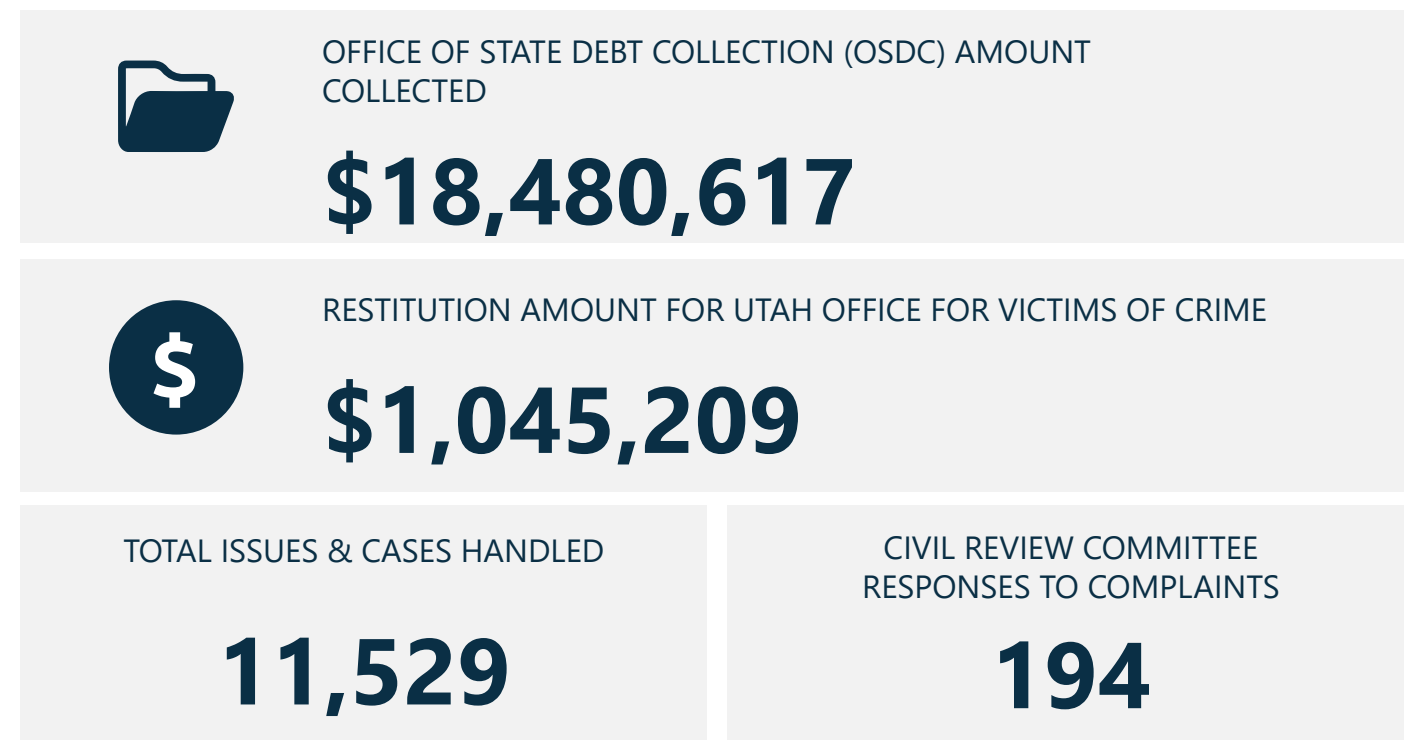 OFFICE OF STATE DEBT COLLECTION (OSDC) AMOUNT
COLLECTED
$18,480,617
$
RESTITUTION AMOUNT FOR UTAH OFFICE FOR VICTIMS OF CRIME
$1,045,209
TOTAL ISSUES & CASES HANDLED
11,529
CIVIL REVIEW COMMITTEE
RESPONSES TO COMPLAINTS
194